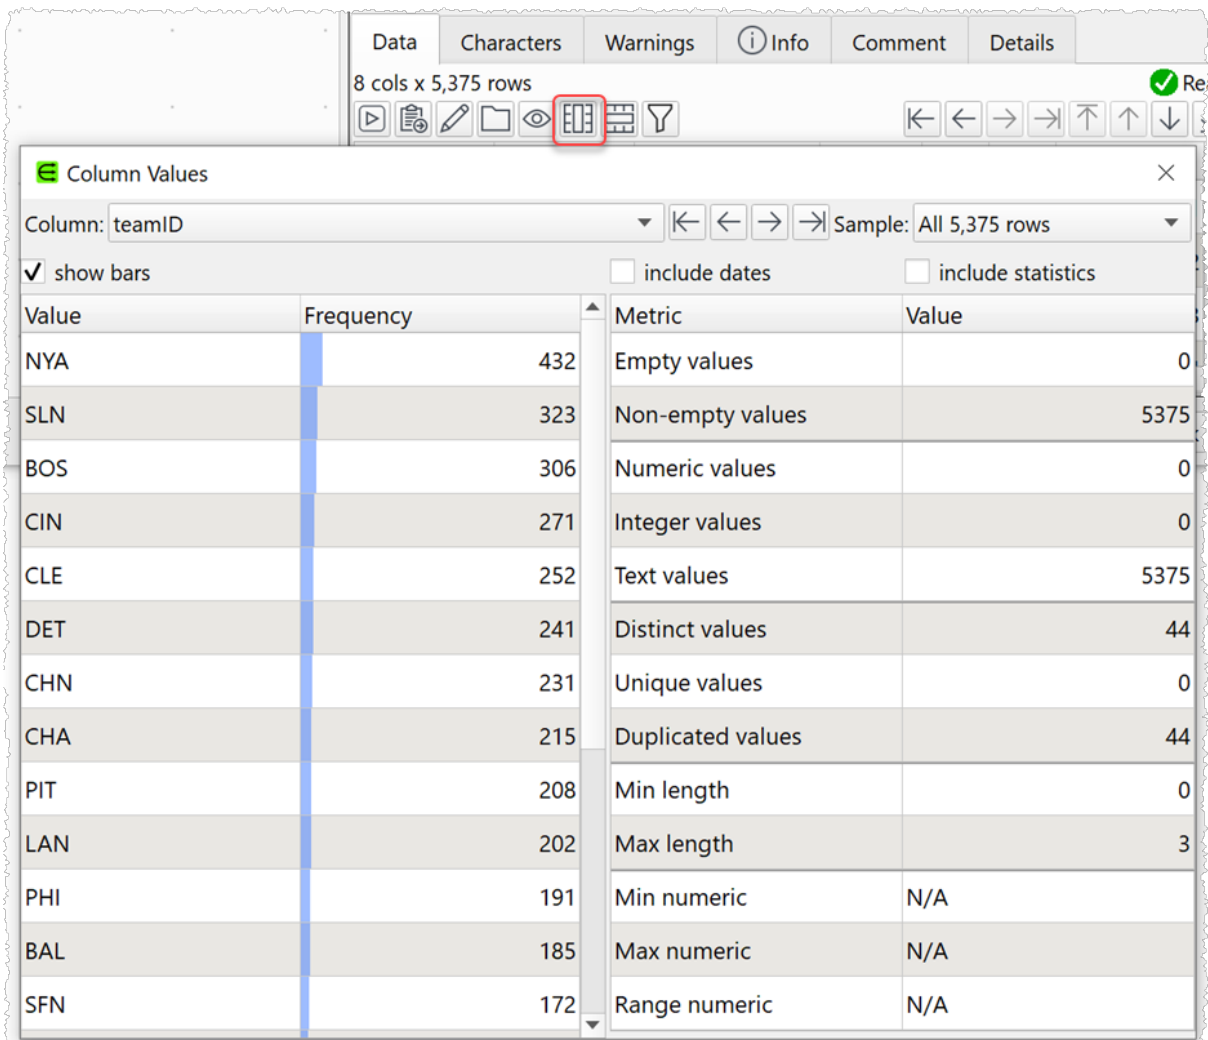 Data Characters Warnings Info Comment Details
8 cols x 5,375 rows
Column Values
Column: teamID Sample: All 5,375 rows
show bars include dates include statistics
Value Frequency Metric Value
NYA 432 Empty values 0
SLN 323 Non-empty values 5375
BOS 306 Numeric values 0
CIN 271 Integer values 0
CLE 252 Text values 5375
DET 241 Distinct values 44
CHN 231 Unique values 0
CHA 215 Duplicated values 44
PIT 208 Min length 0
LAN 202 Max length 3
PHI 191 Min numeric N/A
BAL 185 Max numeric N/A
SFN 172 Range numeric N/A